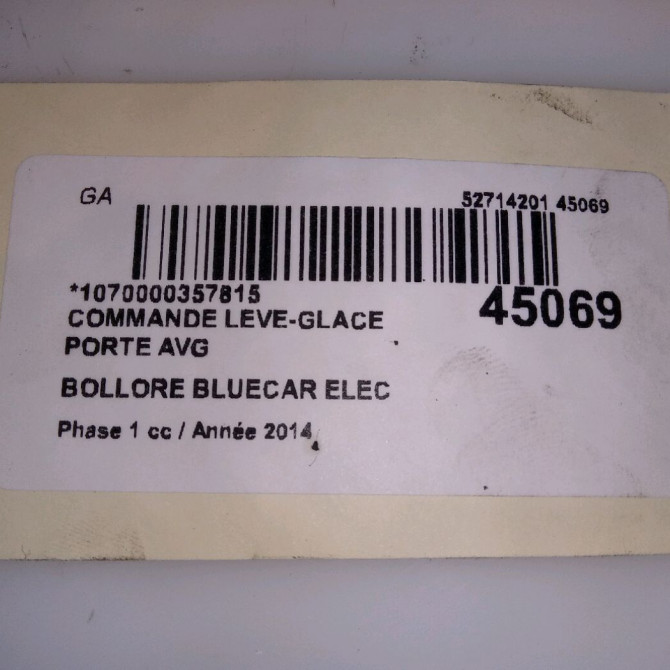 GA
52714201 45069
*1070000357815
45069
COMMANDE LEVE-GLACE
PORTE AVG
BOLLORE BLUECAR ELEC
Phase 1 cc / Année 2014